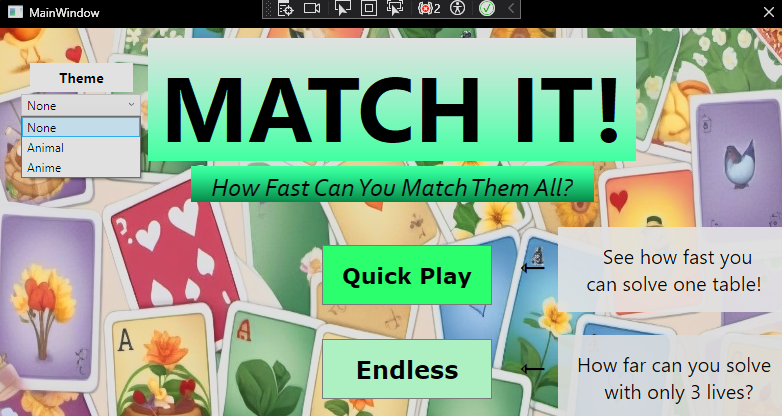 MainWindow
2
Theme
None
None
Animal
Anime
MATCH IT!
How Fast Can You Match Them All?
Quick Play
See how fast you
can solve one table!
Endless
How far can you solve
with only 3 lives?
A
A